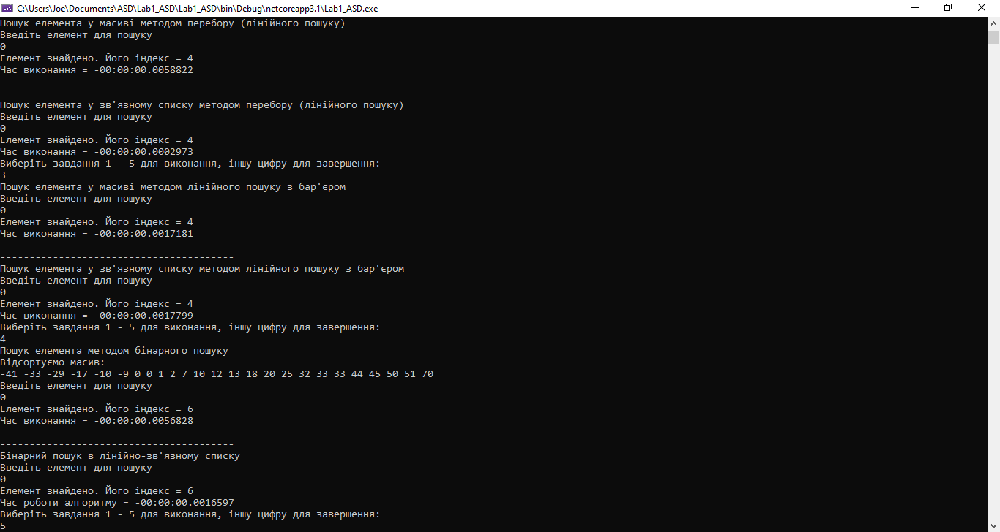 C:\Users\Joe\Documents\ASD\Lab1_ASD\Lab1_ASD\bin\Debug\netcoreapp3.1\Lab1_ASD.exe
Пошук елемента у масиві методом перебору (лінійного пошуку)
Введіть елемент для пошуку
0
Елемент знайдено. Його індекс = 4
Час виконання = -00:00:00.0058822
----------------------------------------
Пошук елемента у зв'язному списку методом перебору (лінійного пошуку)
Введіть елемент для пошуку
0
Елемент знайдено. Його індекс = 4
Час виконання = -00:00:00.0002973
Виберіть завдання 1 - 5 для виконання, іншу цифру для завершення:
3
Пошук елемента у масиві методом лінійного пошуку з бар'єром
Введіть елемент для пошуку
0
Елемент знайдено. Його індекс = 4
Час виконання = -00:00:00.0017181
----------------------------------------
Пошук елемента у зв'язному списку методом лінійного пошуку з бар'єром
Введіть елемент для пошуку
0
Елемент знайдено. Його індекс = 4
Час виконання = -00:00:00.0017799
Виберіть завдання 1 - 5 для виконання, іншу цифру для завершення:
4
Пошук елемента методом бінарного пошуку
Відсортуємо масив:
-41 -33 -29 -17 -10 -9 0 0 1 2 7 10 12 13 18 20 25 32 33 33 44 45 50 51 70
Введіть елемент для пошуку
0
Елемент знайдено. Його індекс = 6
Час виконання = -00:00:00.0056828
----------------------------------------
Бінарний пошук в лінійно-зв'язному списку
Введіть елемент для пошуку
0
Елемент знайдено. Його індекс = 6
Час роботи алгоритму = -00:00:00.0016597
Виберіть завдання 1 - 5 для виконання, іншу цифру для завершення:
5